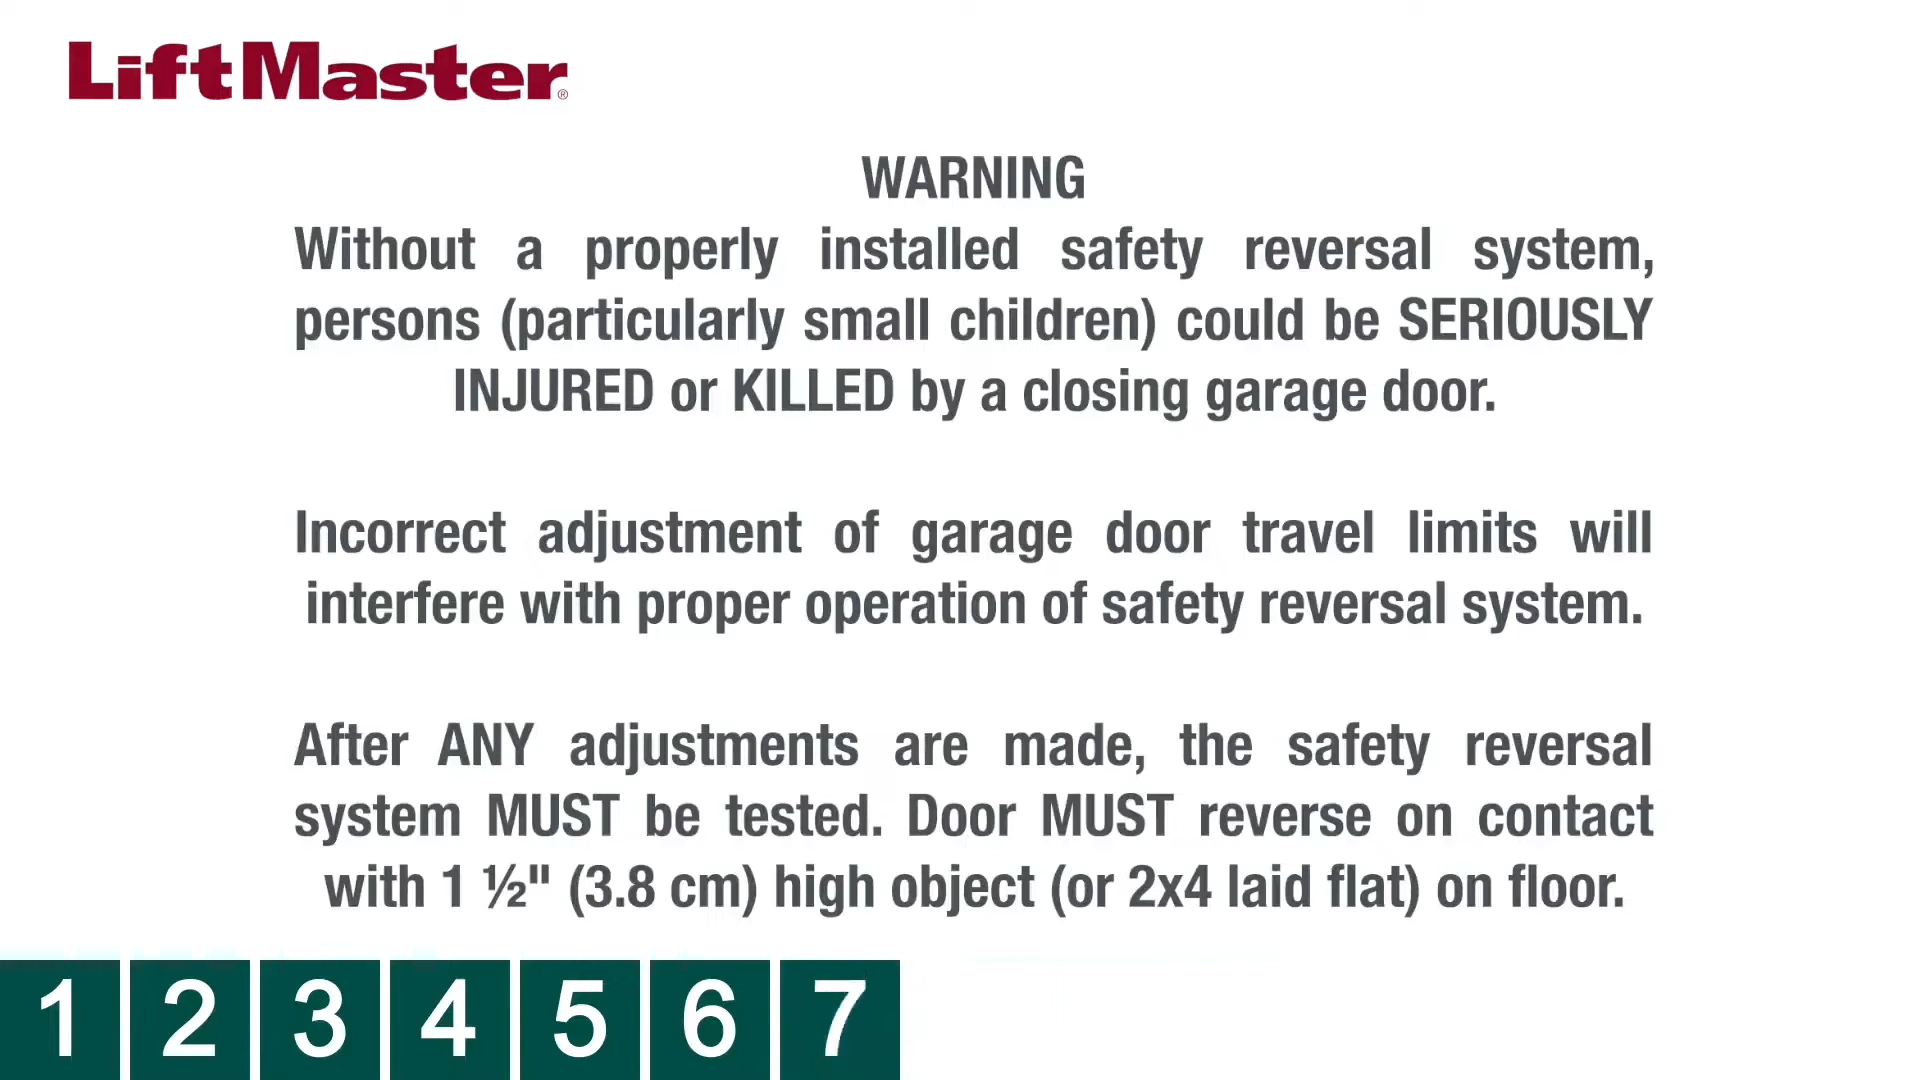 LiftMaster®
WARNING
Without a properly installed safety reversal system,
persons (particularly small children) could be SERIOUSLY
INJURED or KILLED by a closing garage door.
Incorrect adjustment of garage door travel limits will
interfere with proper operation of safety reversal system.
After ANY adjustments are made, the safety reversal
system MUST be tested. Door MUST reverse on contact
with 1 ½" (3.8 cm) high object (or 2x4 laid flat) on floor.
1 2 3 4 5 6 7